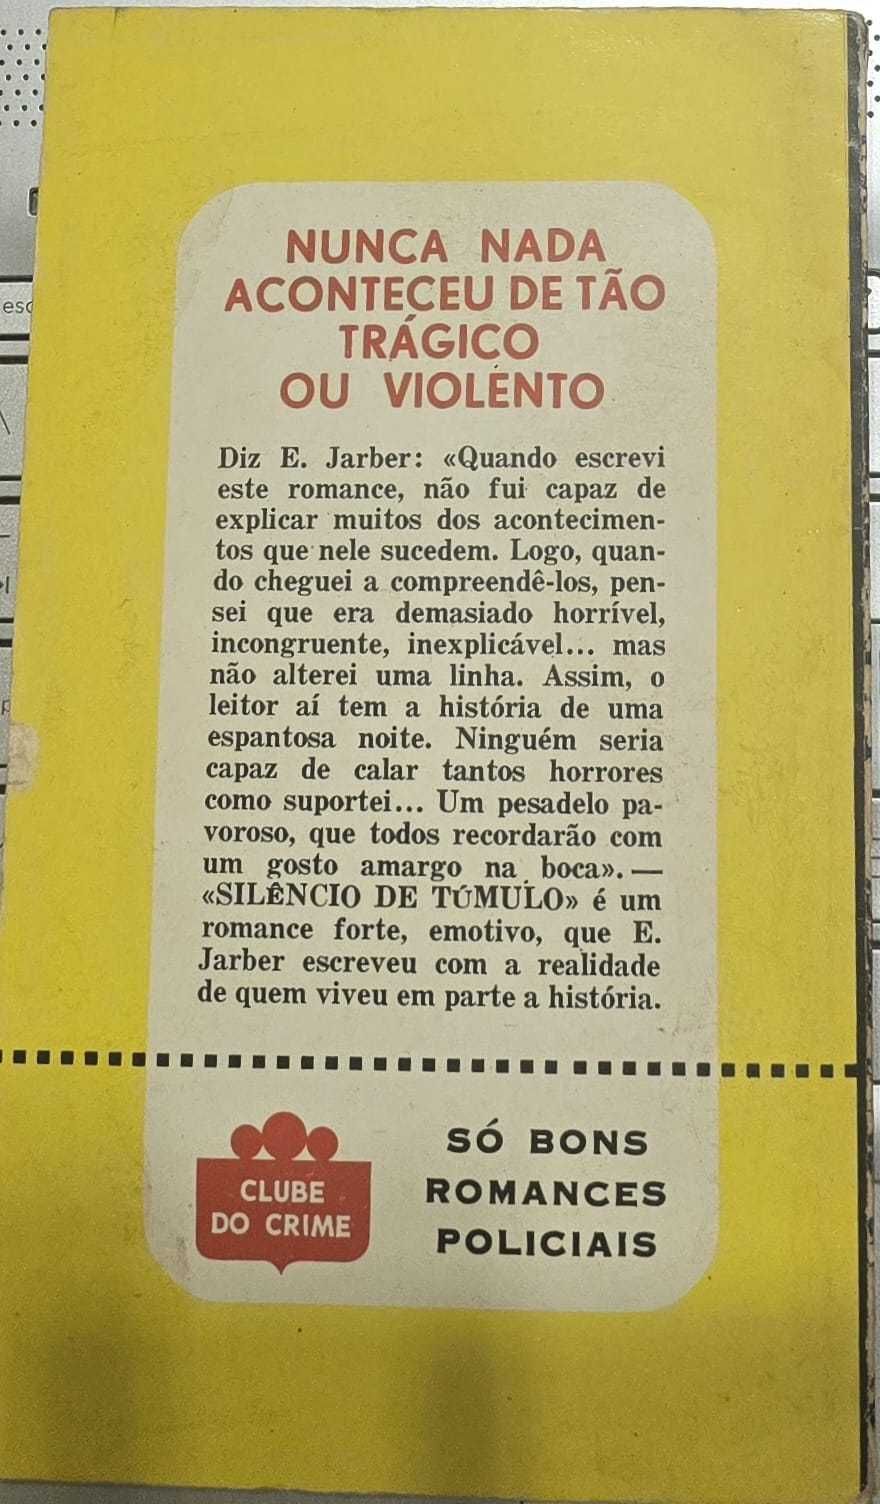 NUNCA NADA
ACONTECEU DE TÃO
TRÁGICO
OU VIOLENTO
Diz E. Jarber: «Quando escrevi
este romance, não fui capaz de
explicar muitos dos acontecimen-
tos que nele sucedem. Logo, quan-
do cheguei a compreendê-los, pen-
sei que era demasiado horrível,
incongruente, inexplicável... mas
não alterei uma linha. Assim, o
leitor aí tem a história de uma
espantosa noite. Ninguém seria
capaz de calar tantos horrores
como suportei... Um pesadelo pa-
voroso, que todos recordarão com
um gosto amargo na boca». —
«SILÊNCIO DE TÚMULO» é um
romance forte, emotivo, que E.
Jarber escreveu com a realidade
de quem viveu em parte a história.
CLUBE
DO CRIME
SÓ BONS
ROMANCES
POLICIAIS
esc